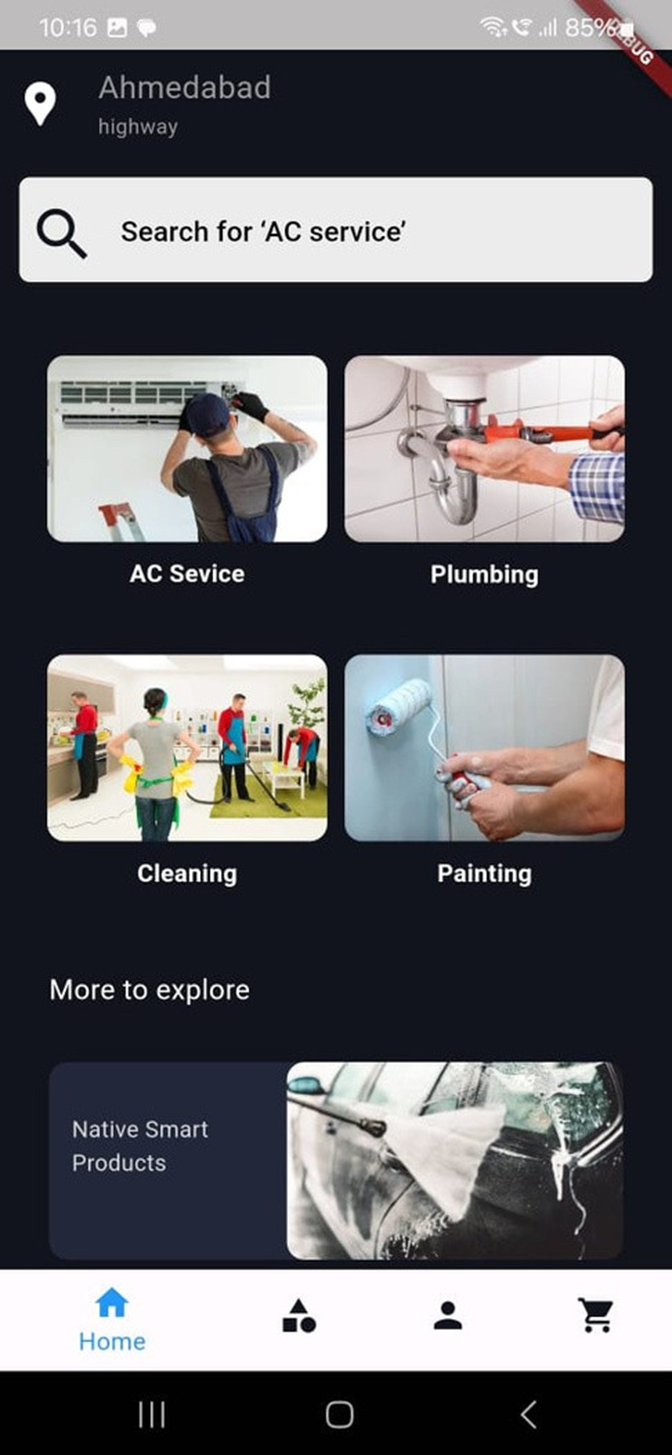 10:16
85%
DEBUG
Ahmedabad
highway
Search for ‘AC service’
AC Sevice
Plumbing
Cleaning
Painting
More to explore
Native Smart
Products
Home